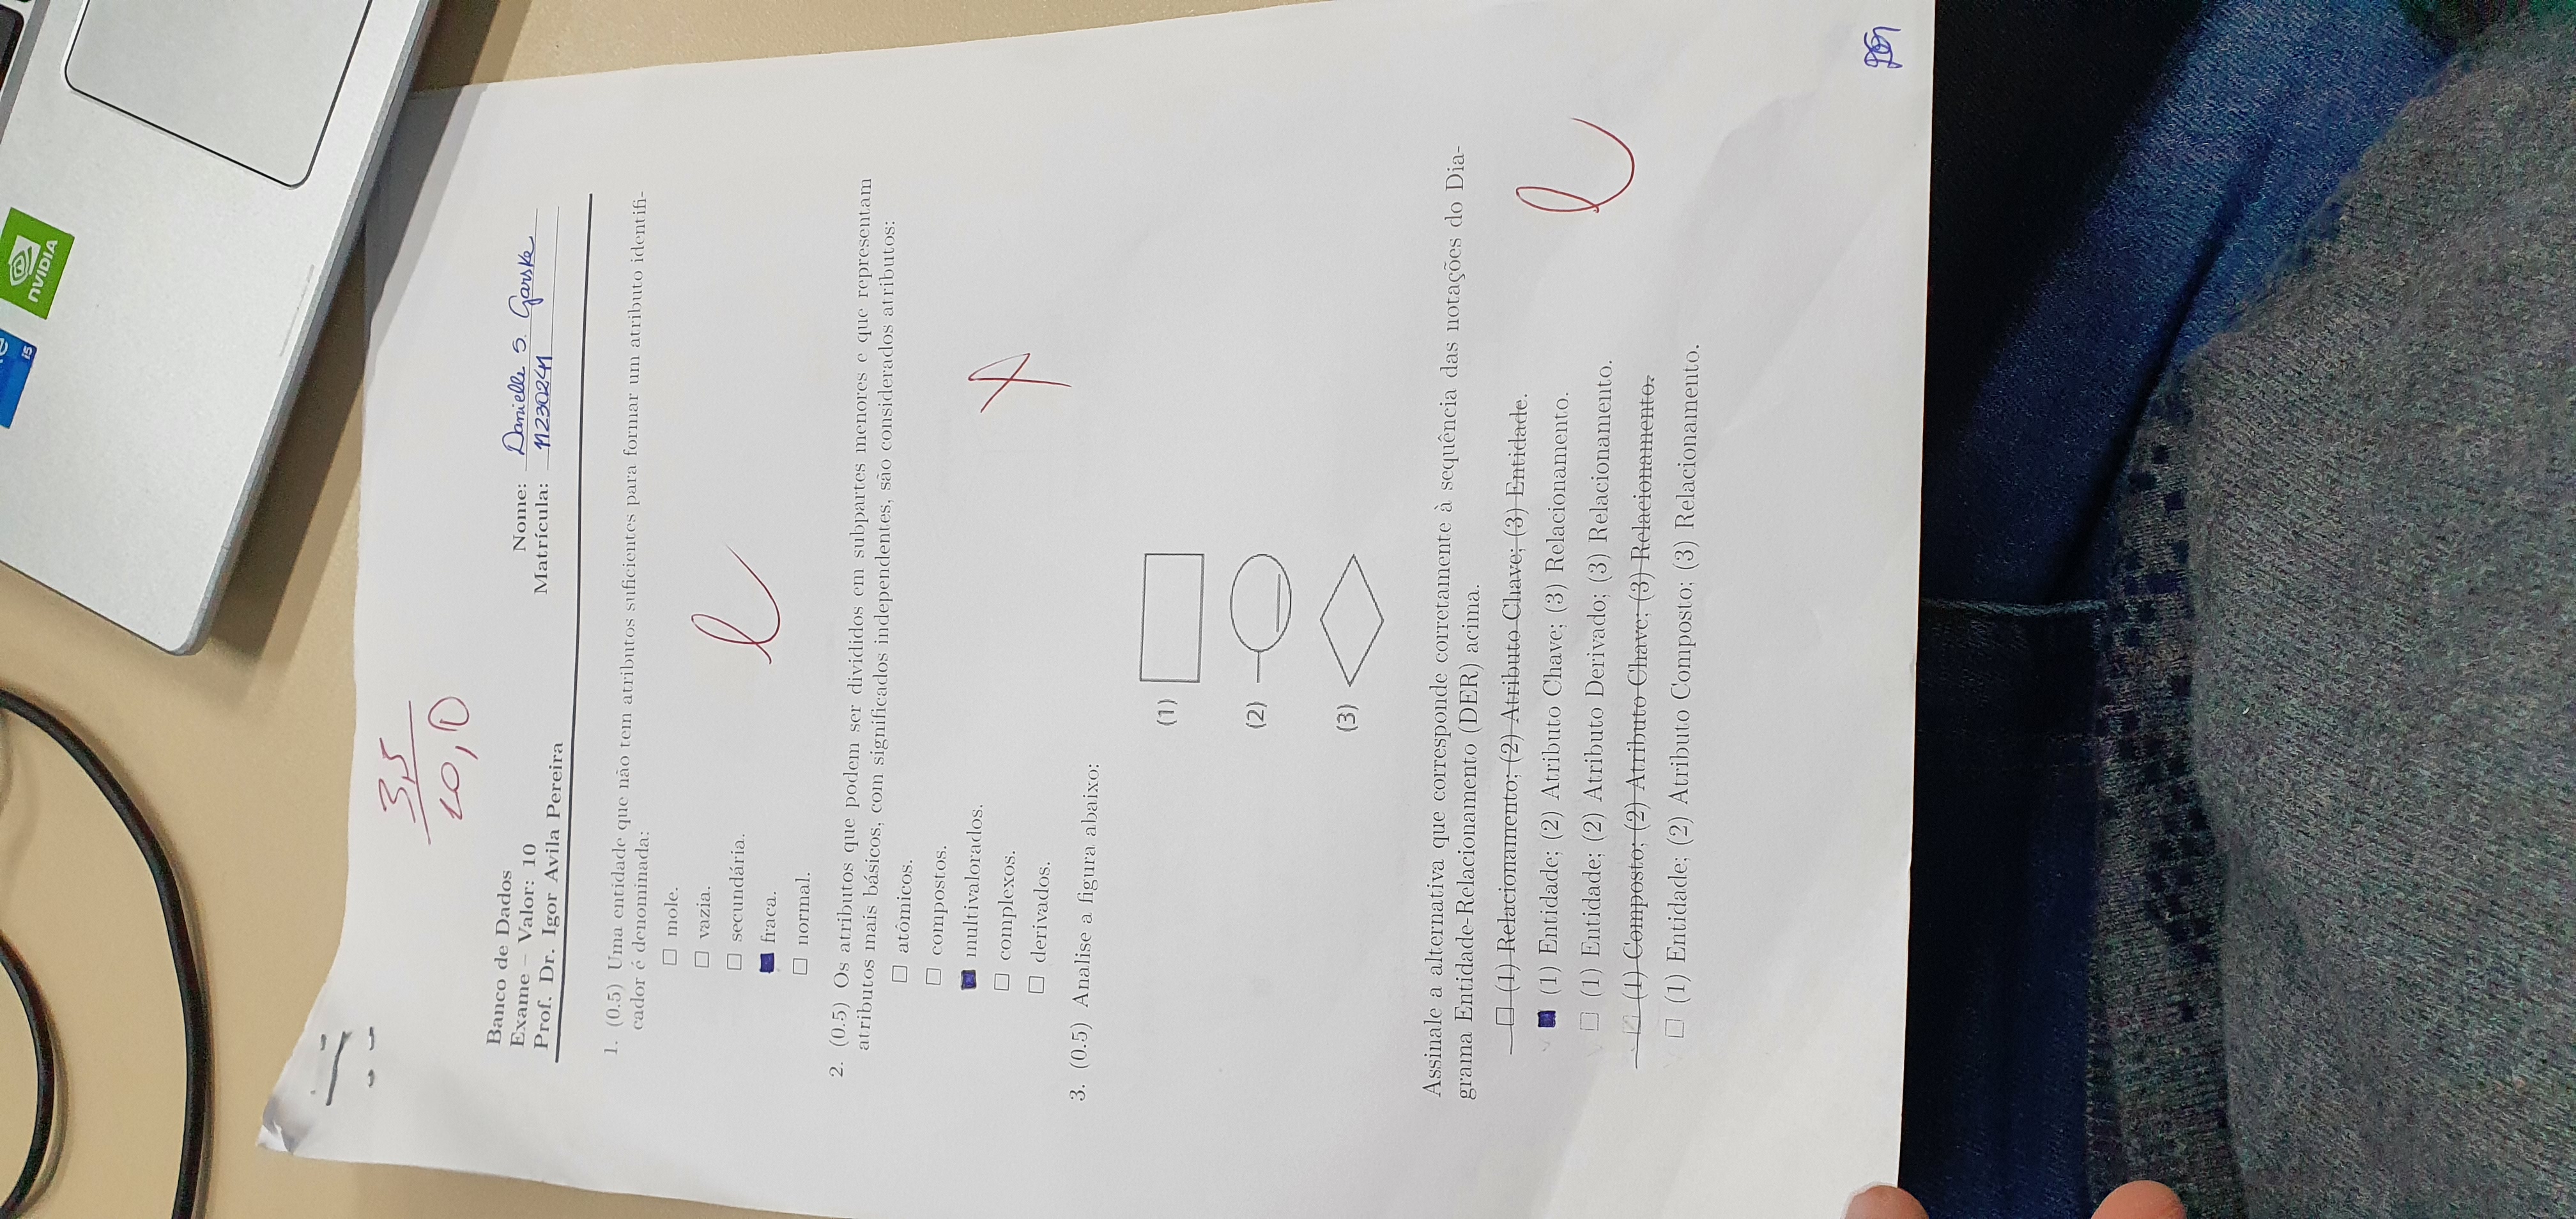 i5
nVIDIA
3,5
10,0
Banco de Dados
Exame – Valor: 10
Prof. Dr. Igor Avila Pereira
Nome: Danielle S. Garske
Matrícula: 11230241
1. (0.5) Uma entidade que não tem atributos suficientes para formar um atributo identifi-
cador é denominada:
mole.
vazia.
secundária.
fraca.
normal.
2. (0.5) Os atributos que podem ser divididos em subpartes menores e que representam
atributos mais básicos, com significados independentes, são considerados atributos:
atômicos.
compostos.
multivalorados.
complexos.
derivados.
3. (0.5) Analise a figura abaixo:
(1)
(2)
(3)
Assinale a alternativa que corresponde corretamente à sequência das notações do Dia-
grama Entidade-Relacionamento (DER) acima.
(1) Relacionamento; (2) Atributo Chave; (3) Entidade.
(1) Entidade; (2) Atributo Chave; (3) Relacionamento.
(1) Entidade; (2) Atributo Derivado; (3) Relacionamento.
(1) Composto; (2) Atributo Chave; (3) Relacionamento.
(1) Entidade; (2) Atributo Composto; (3) Relacionamento.